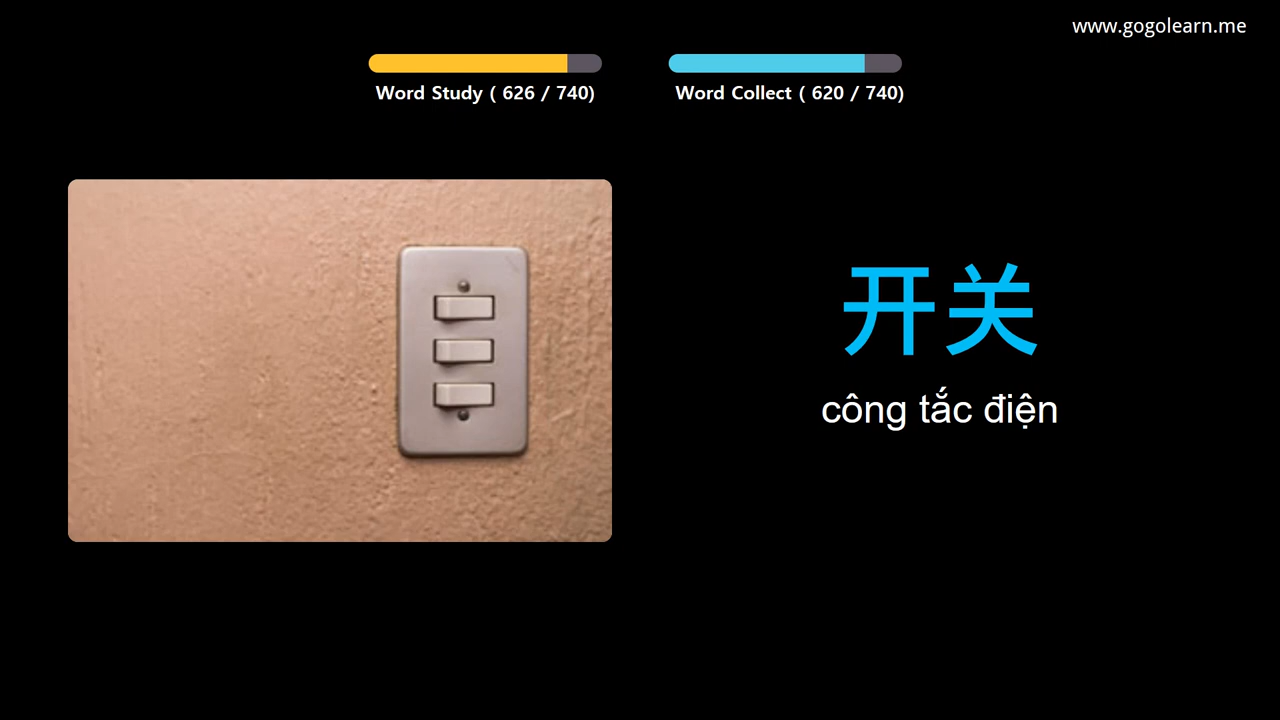 www.gogolearn.me
Word Study ( 626 / 740)
Word Collect ( 620 / 740)
开关
công tắc điện